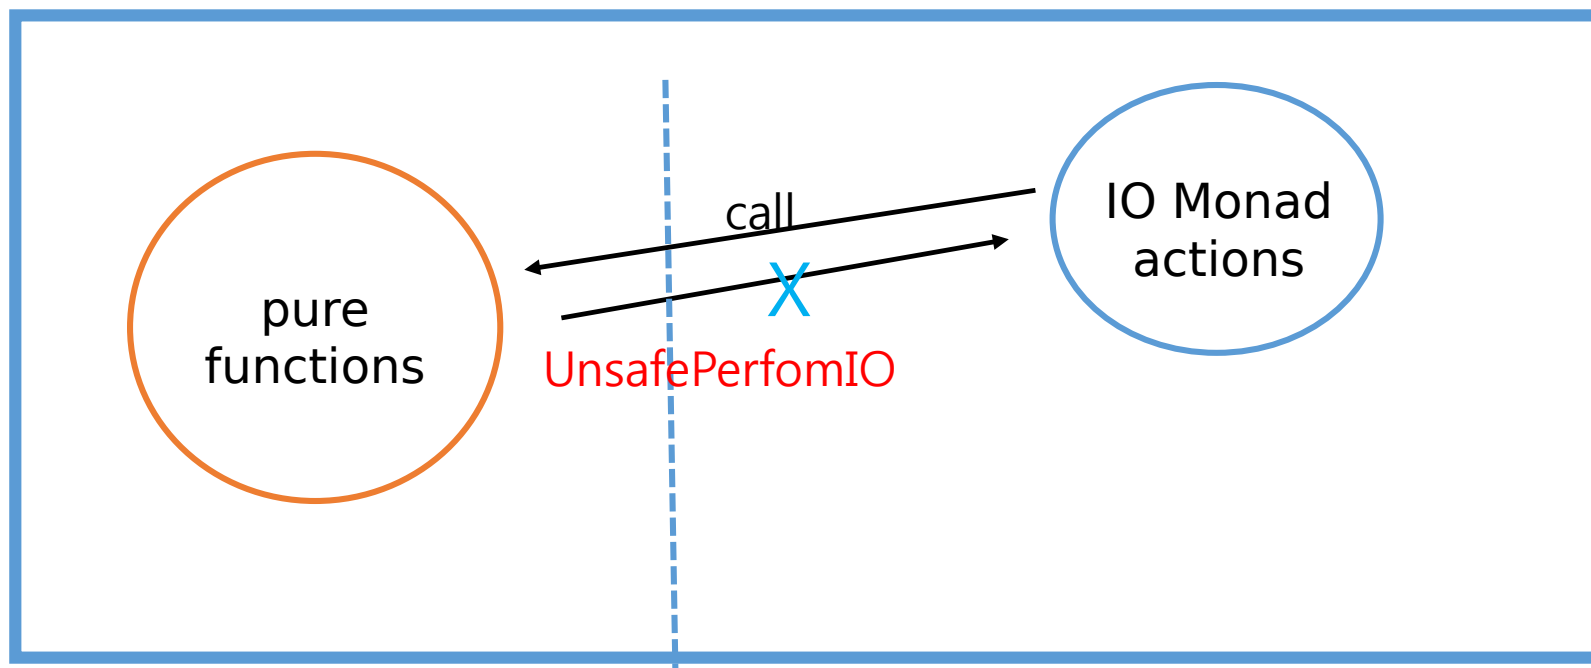 call
IO Monad
actions
X
pure
functions
UnsafePerfomIO